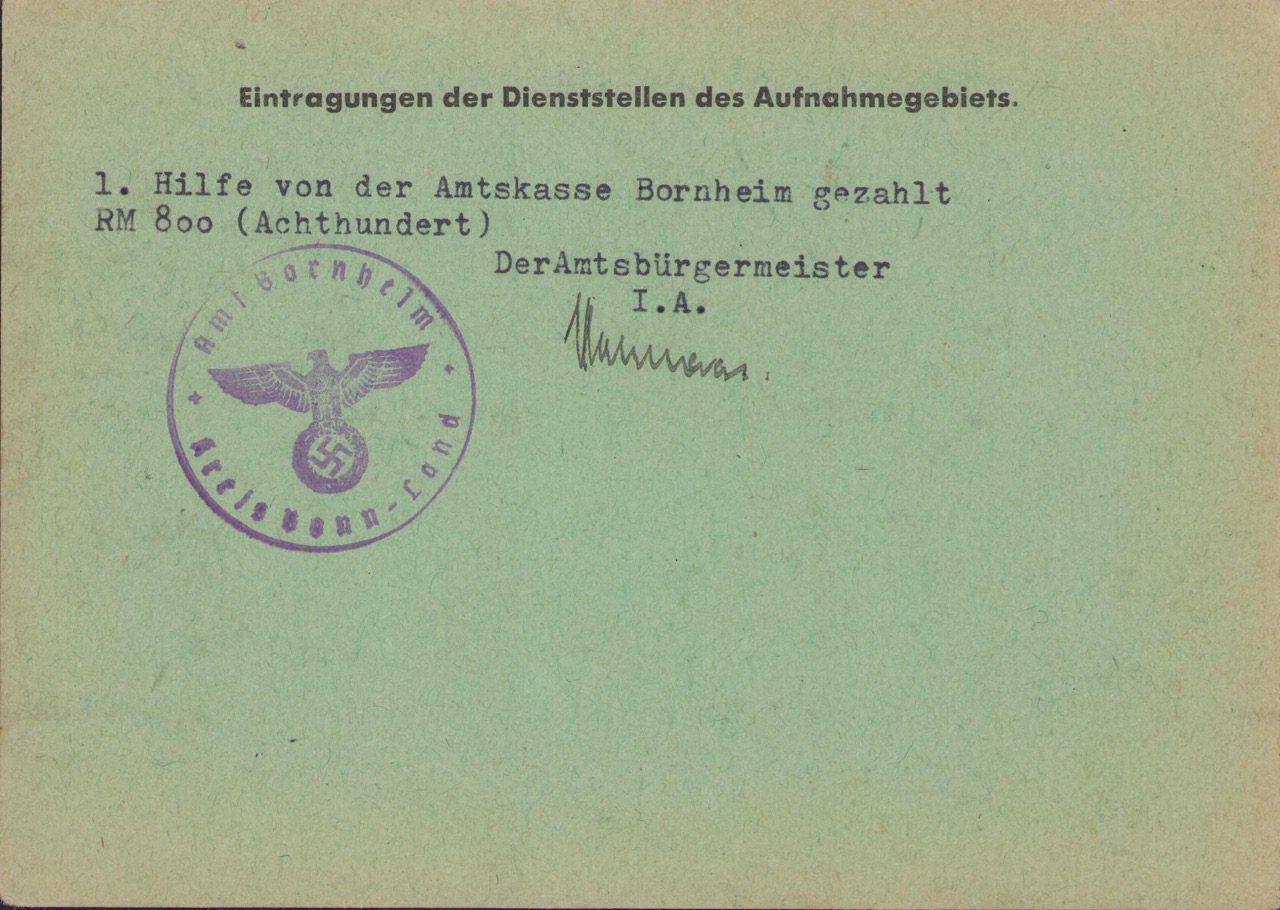 Eintragungen der Dienststellen des Aufnahmegebiets.
1. Hilfe von der Amtskasse Bornheim gezahlt
RM 800 (Achthundert)
DerAmtsbürgermeister
I.A.
Amt Bornheim
Kreis Bonn-Land